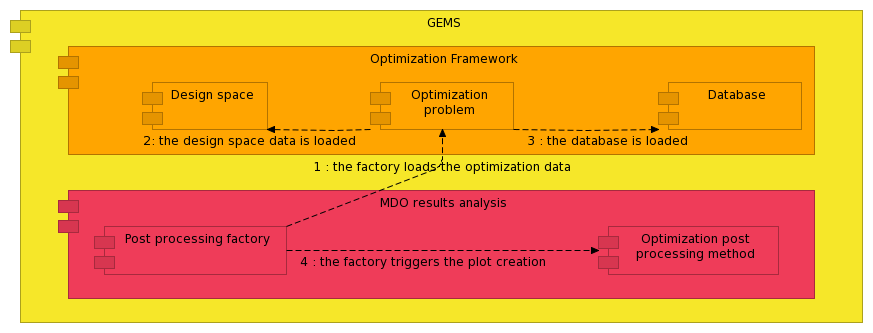 GEMS
Optimization Framework
Design space
Optimization
problem
Database
2: the design space data is loaded
3 : the database is loaded
1 : the factory loads the optimization data
MDO results analysis
Post processing factory
Optimization post
processing method
4 : the factory triggers the plot creation